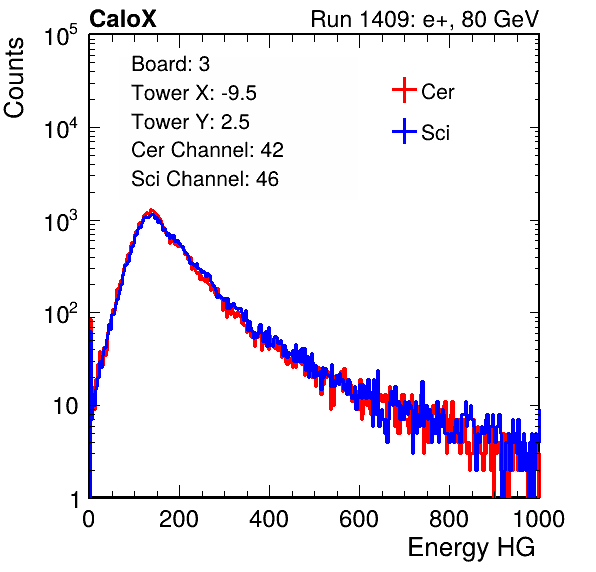 CaloX Run 1409: e+, 80 GeV
Board: 3
Tower X: -9.5
Tower Y: 2.5
Cer Channel: 42
Sci Channel: 46
Cer
Sci
Counts
10^5
10^4
10^3
10^2
10
1
0 200 400 600 800 1000
Energy HG